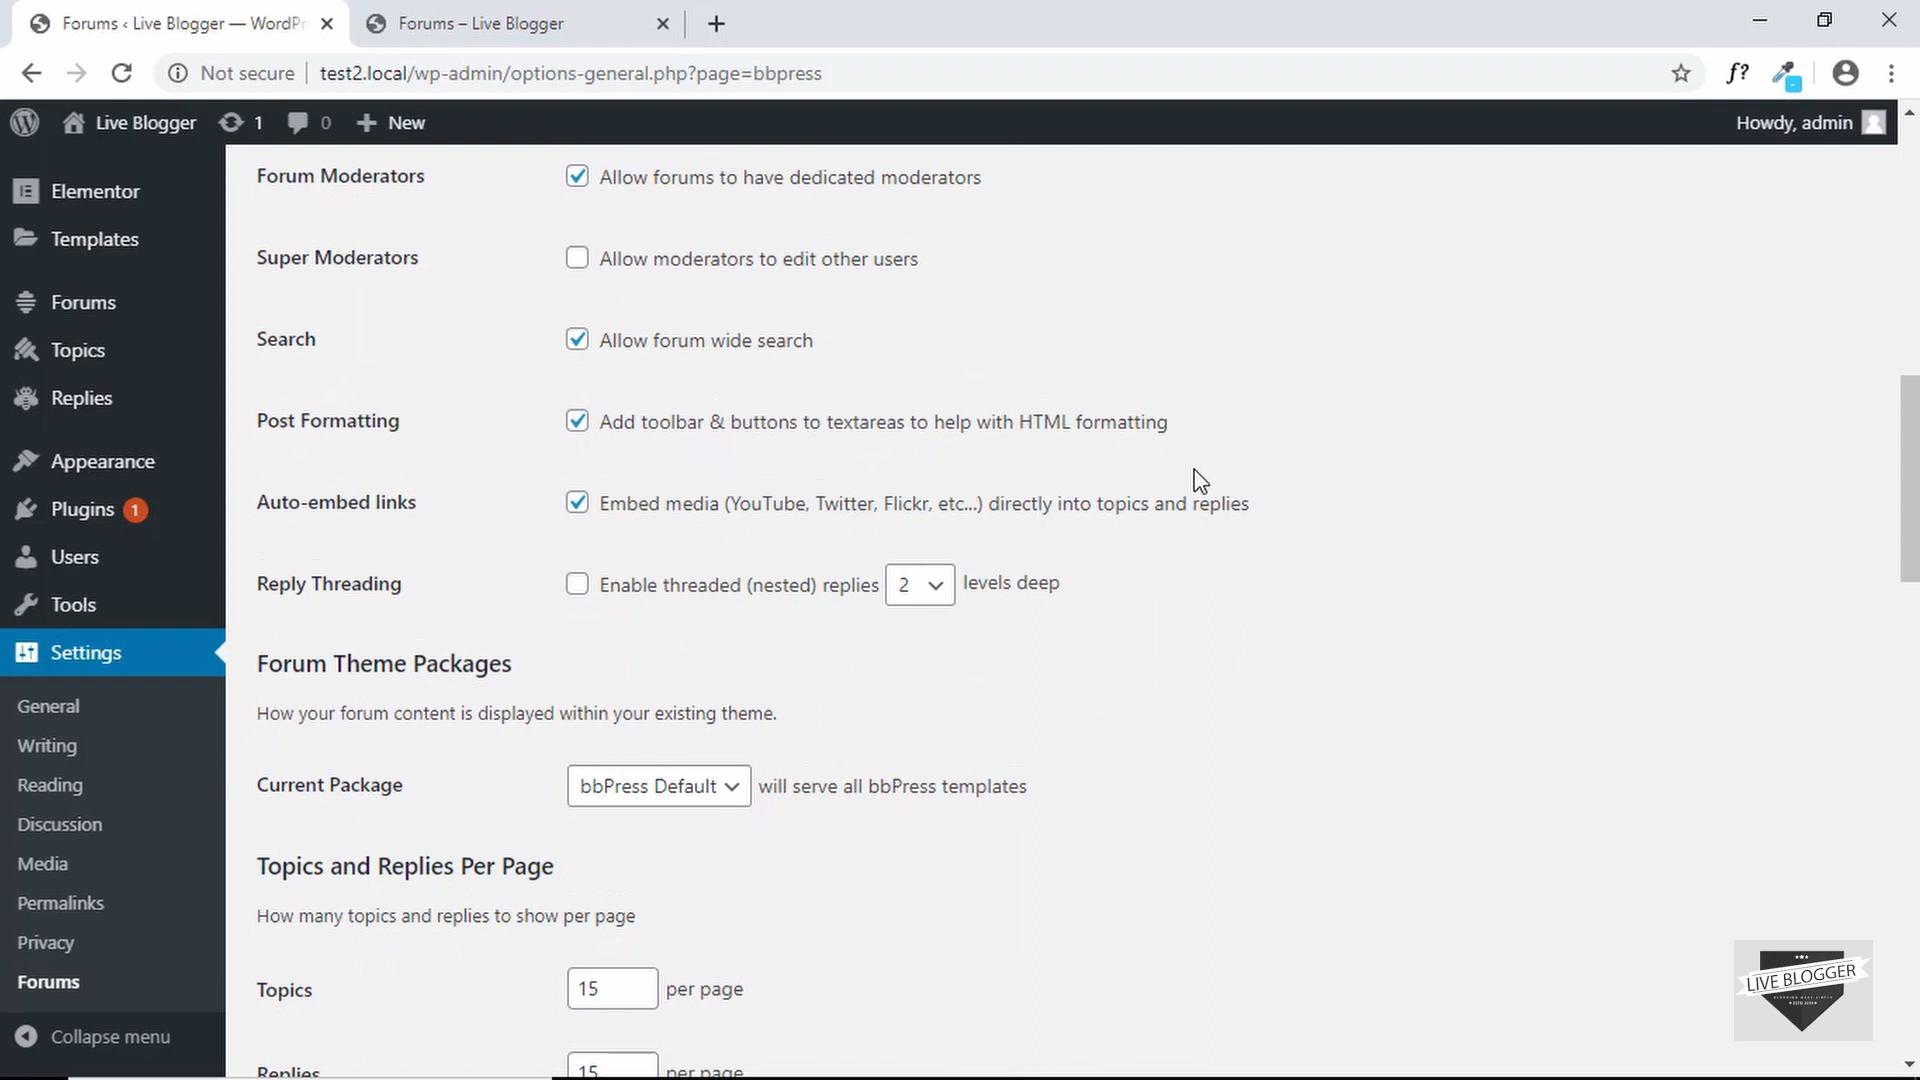 Forums ‹ Live Blogger — WordPr
Forums – Live Blogger
Not secure
test2.local/wp-admin/options-general.php?page=bbpress
f?
Live Blogger
1
0
New
Howdy, admin
Elementor
Templates
Forums
Topics
Replies
Appearance
Plugins 1
Users
Tools
Settings
General
Writing
Reading
Discussion
Media
Permalinks
Privacy
Forums
Collapse menu
Forum Moderators
Allow forums to have dedicated moderators
Super Moderators
Allow moderators to edit other users
Search
Allow forum wide search
Post Formatting
Add toolbar & buttons to textareas to help with HTML formatting
Auto-embed links
Embed media (YouTube, Twitter, Flickr, etc...) directly into topics and replies
Reply Threading
Enable threaded (nested) replies 2 levels deep
Forum Theme Packages
How your forum content is displayed within your existing theme.
Current Package
bbPress Default will serve all bbPress templates
Topics and Replies Per Page
How many topics and replies to show per page
Topics
15 per page
Replies
15 per page
LIVE BLOGGER